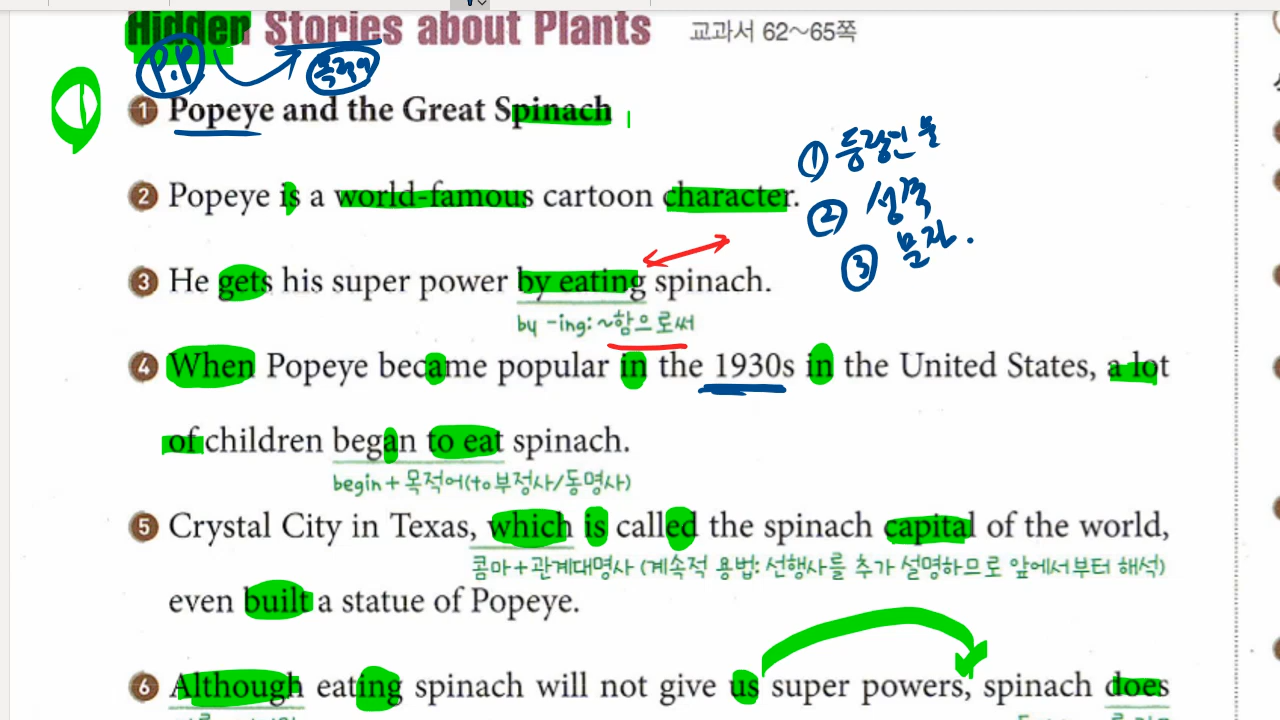 Hidden Stories about Plants 교과서 62~65쪽
P.P
1 Popeye and the Great Spinach
① 등장인물
2 Popeye is a world-famous cartoon character.
② 성격
③ 문자.
3 He gets his super power by eating spinach.
by -ing: ~함으로써
4 When Popeye became popular in the 1930s in the United States, a lot
of children began to eat spinach.
begin + 목적어(to 부정사/동명사)
5 Crystal City in Texas, which is called the spinach capital of the world,
콤마+관계대명사 (계속적 용법: 선행사를 추가 설명하므로 앞에서부터 해석)
even built a statue of Popeye.
6 Although eating spinach will not give us super powers, spinach does